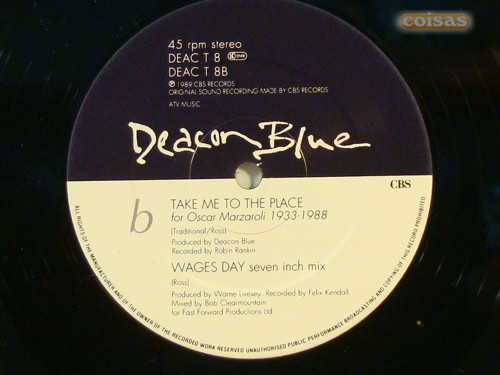 eoisas
45 rpm stereo
DEAC T 8
DEAC T 8B
℗ 1989 CBS RECORDS
ORIGINAL SOUND RECORDING MADE BY CBS RECORDS
ATV MUSIC
Deacon Blue
CBS
b
TAKE ME TO THE PLACE
for Oscar Marzaroli 1933-1988
(Traditional/Ross)
Produced by Deacon Blue
Recorded by Robin Rankin
WAGES DAY seven inch mix
(Ross)
Produced by Warne Livesey. Recorded by Felix Kendall.
Mixed by Bob Clearmountain
for Fast Forward Productions Ltd
ALL RIGHTS OF THE MANUFACTURER AND OF THE OWNER OF THE RECORDED WORK RESERVED UNAUTHORISED PUBLIC PERFORMANCE BROADCASTING AND COPYING OF THIS RECORD PROHIBITED